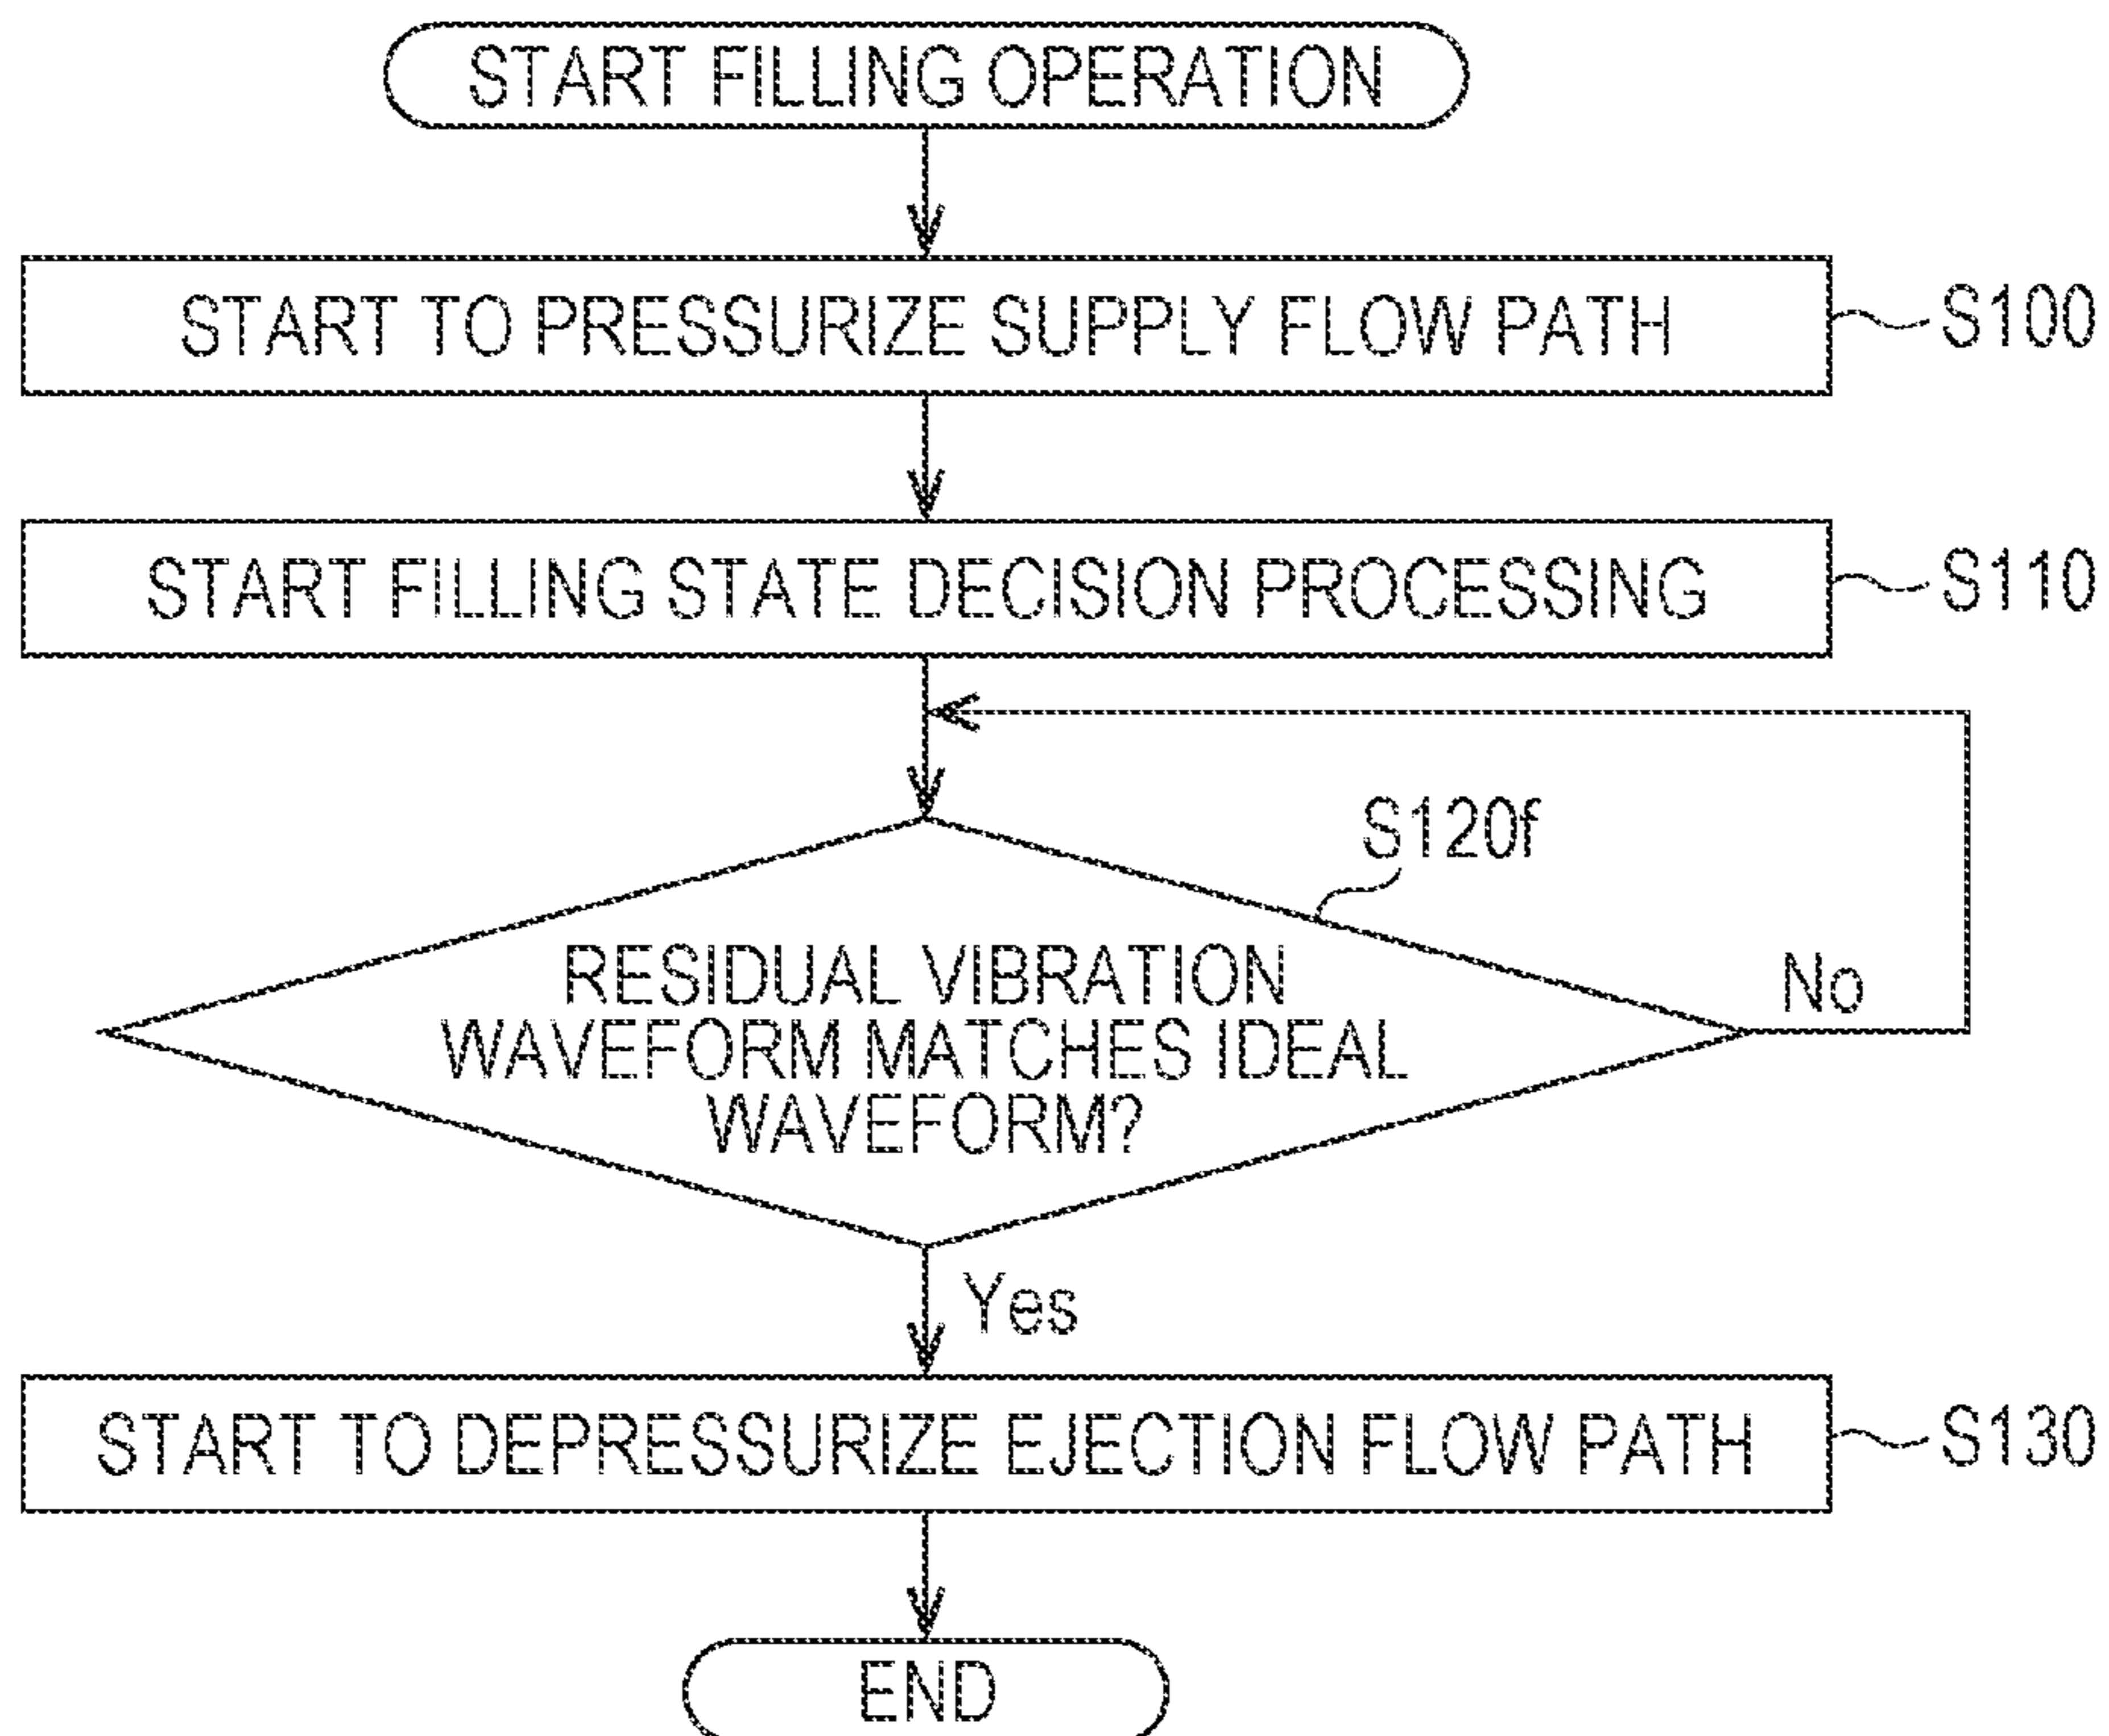 START FILLING OPERATION
START TO PRESSURIZE SUPPLY FLOW PATH
S100
START FILLING STATE DECISION PROCESSING
S110
S120f
RESIDUAL VIBRATION
WAVEFORM MATCHES IDEAL
WAVEFORM?
No
Yes
START TO DEPRESSURIZE EJECTION FLOW PATH
S130
END